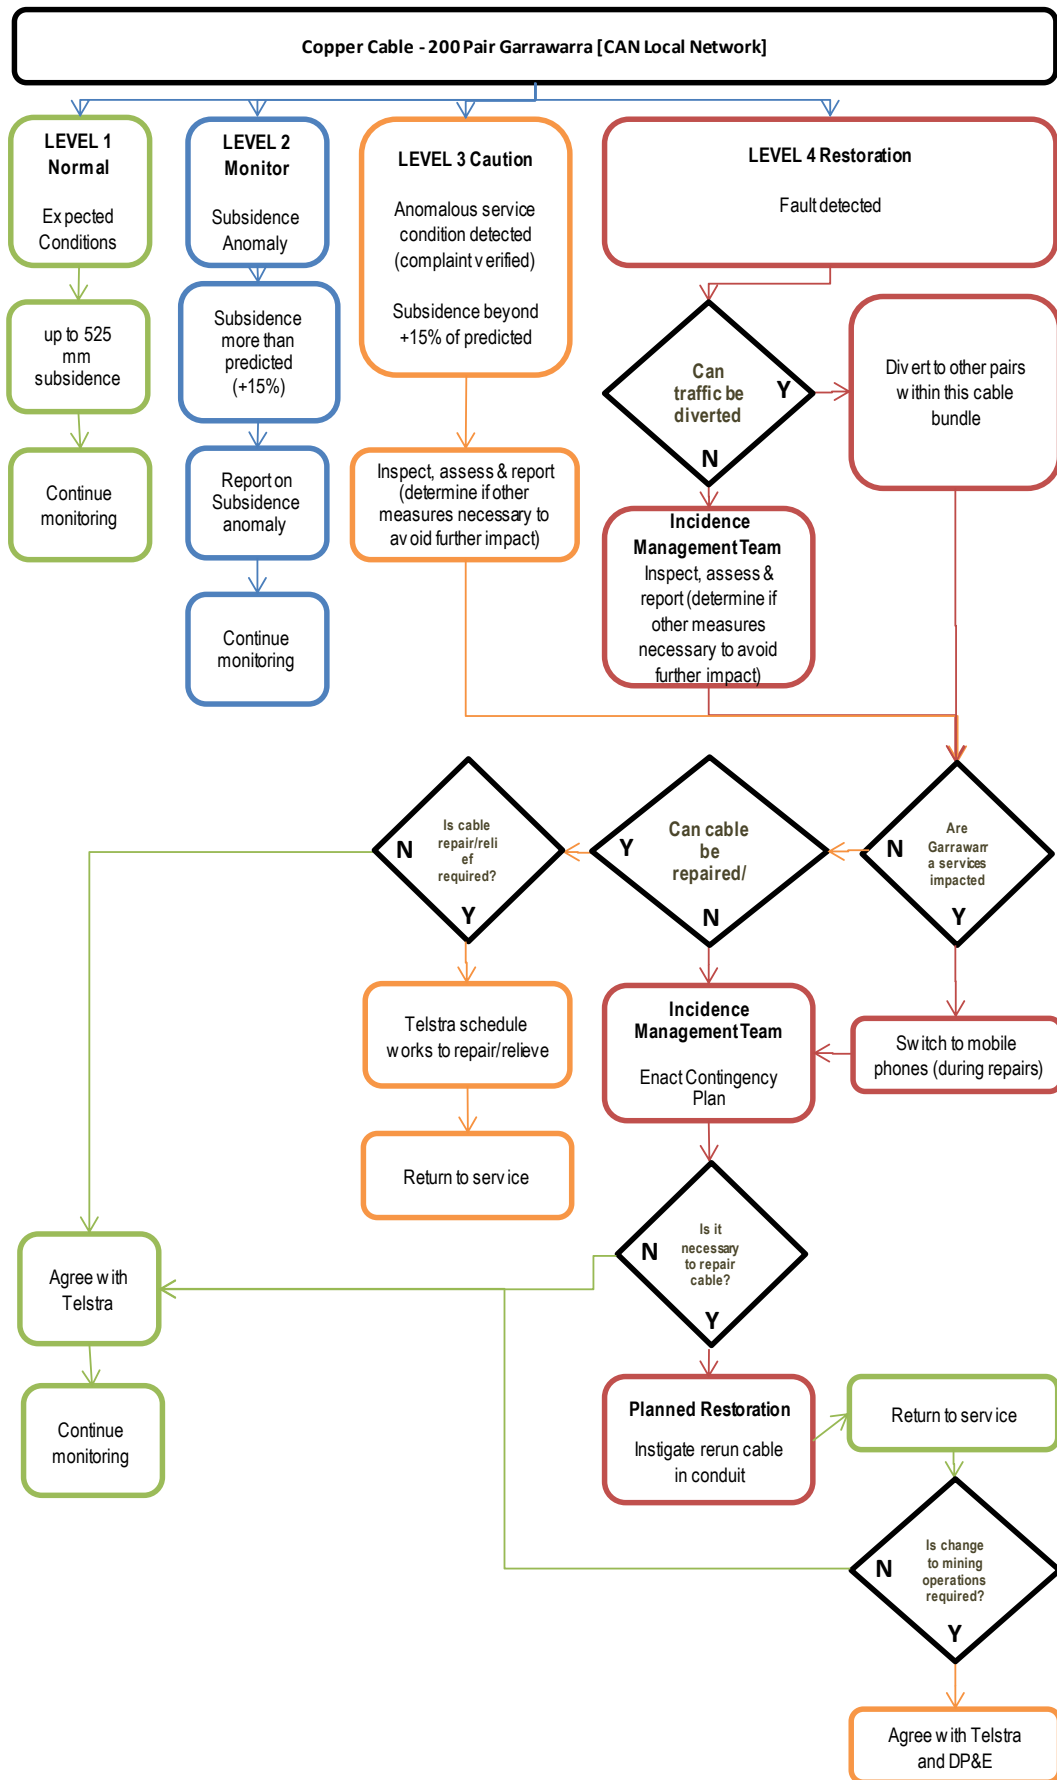 Copper Cable - 200 Pair Garrawarra [CAN Local Network]
LEVEL 1
Normal
Expected
Conditions
LEVEL 2
Monitor
Subsidence
Anomaly
LEVEL 3 Caution
Anomalous service
condition detected
(complaint verified)
Subsidence beyond
+15% of predicted
LEVEL 4 Restoration
Fault detected
up to 525
mm
subsidence
Subsidence
more than
predicted
(+15%)
Can
traffic be
diverted
Y
N
Divert to other pairs
within this cable
bundle
Continue
monitoring
Report on
Subsidence
anomaly
Inspect, assess & report
(determine if other
measures necessary to
avoid further impact)
Incidence
Management Team
Inspect, assess &
report (determine if
other measures
necessary to avoid
further impact)
Continue
monitoring
Is cable
repair/reli
ef
required?
N
Y
Can cable
be
repaired/
Y
N
Are
Garrawarr
a services
impacted
N
Y
Telstra schedule
works to repair/relieve
Incidence
Management Team
Enact Contingency
Plan
Switch to mobile
phones (during repairs)
Return to service
Is it
necessary
to repair
cable?
N
Y
Agree with
Telstra
Continue
monitoring
Planned Restoration
Instigate rerun cable
in conduit
Return to service
Is change
to mining
operations
required?
N
Y
Agree with Telstra
and DP&E